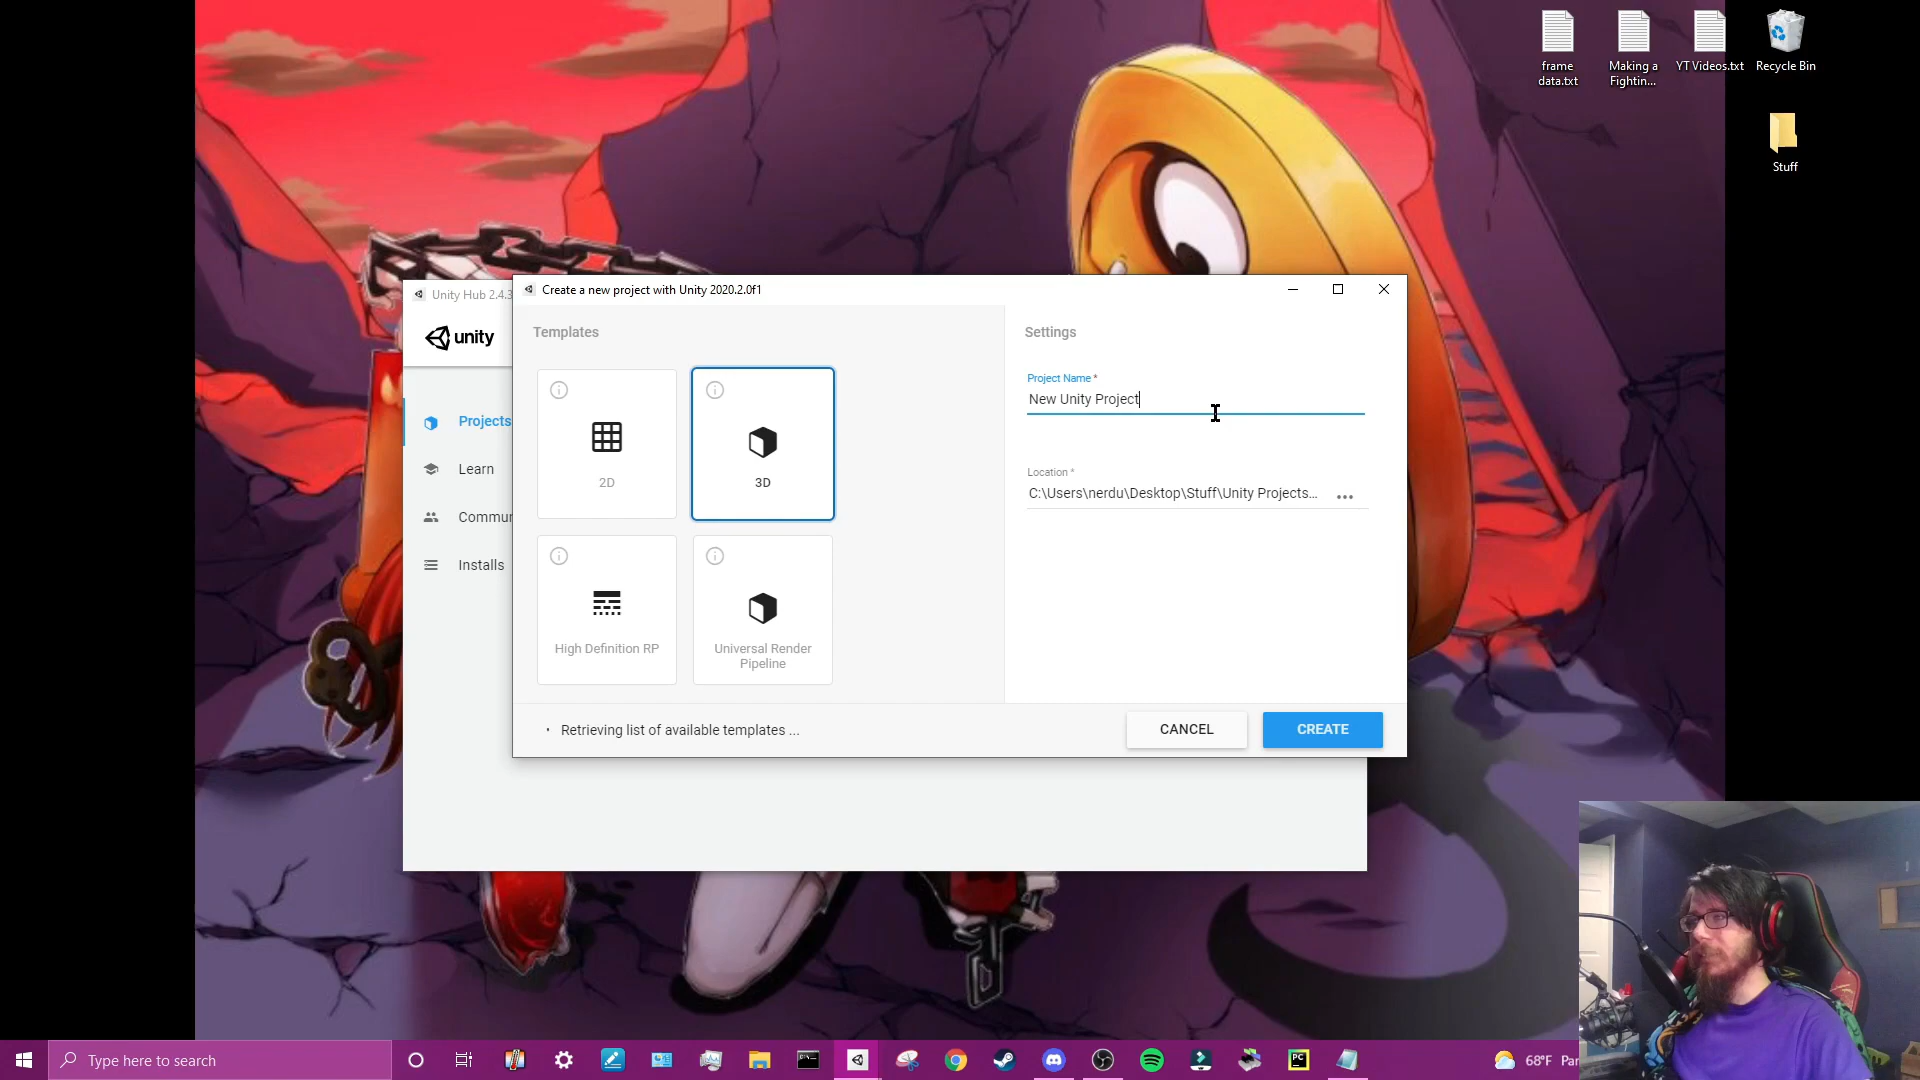 frame
data.txt
Making a
Fightin...
YT Videos.txt
Recycle Bin
Stuff
Unity Hub 2.4.3
unity
Projects
Learn
Commun
Installs
Create a new project with Unity 2020.2.0f1
Templates
2D
3D
High Definition RP
Universal Render
Pipeline
Settings
Project Name *
New Unity Project
Location *
C:\Users\nerdu\Desktop\Stuff\Unity Projects...
Retrieving list of available templates ...
CANCEL
CREATE
Type here to search
PC
68°F Par